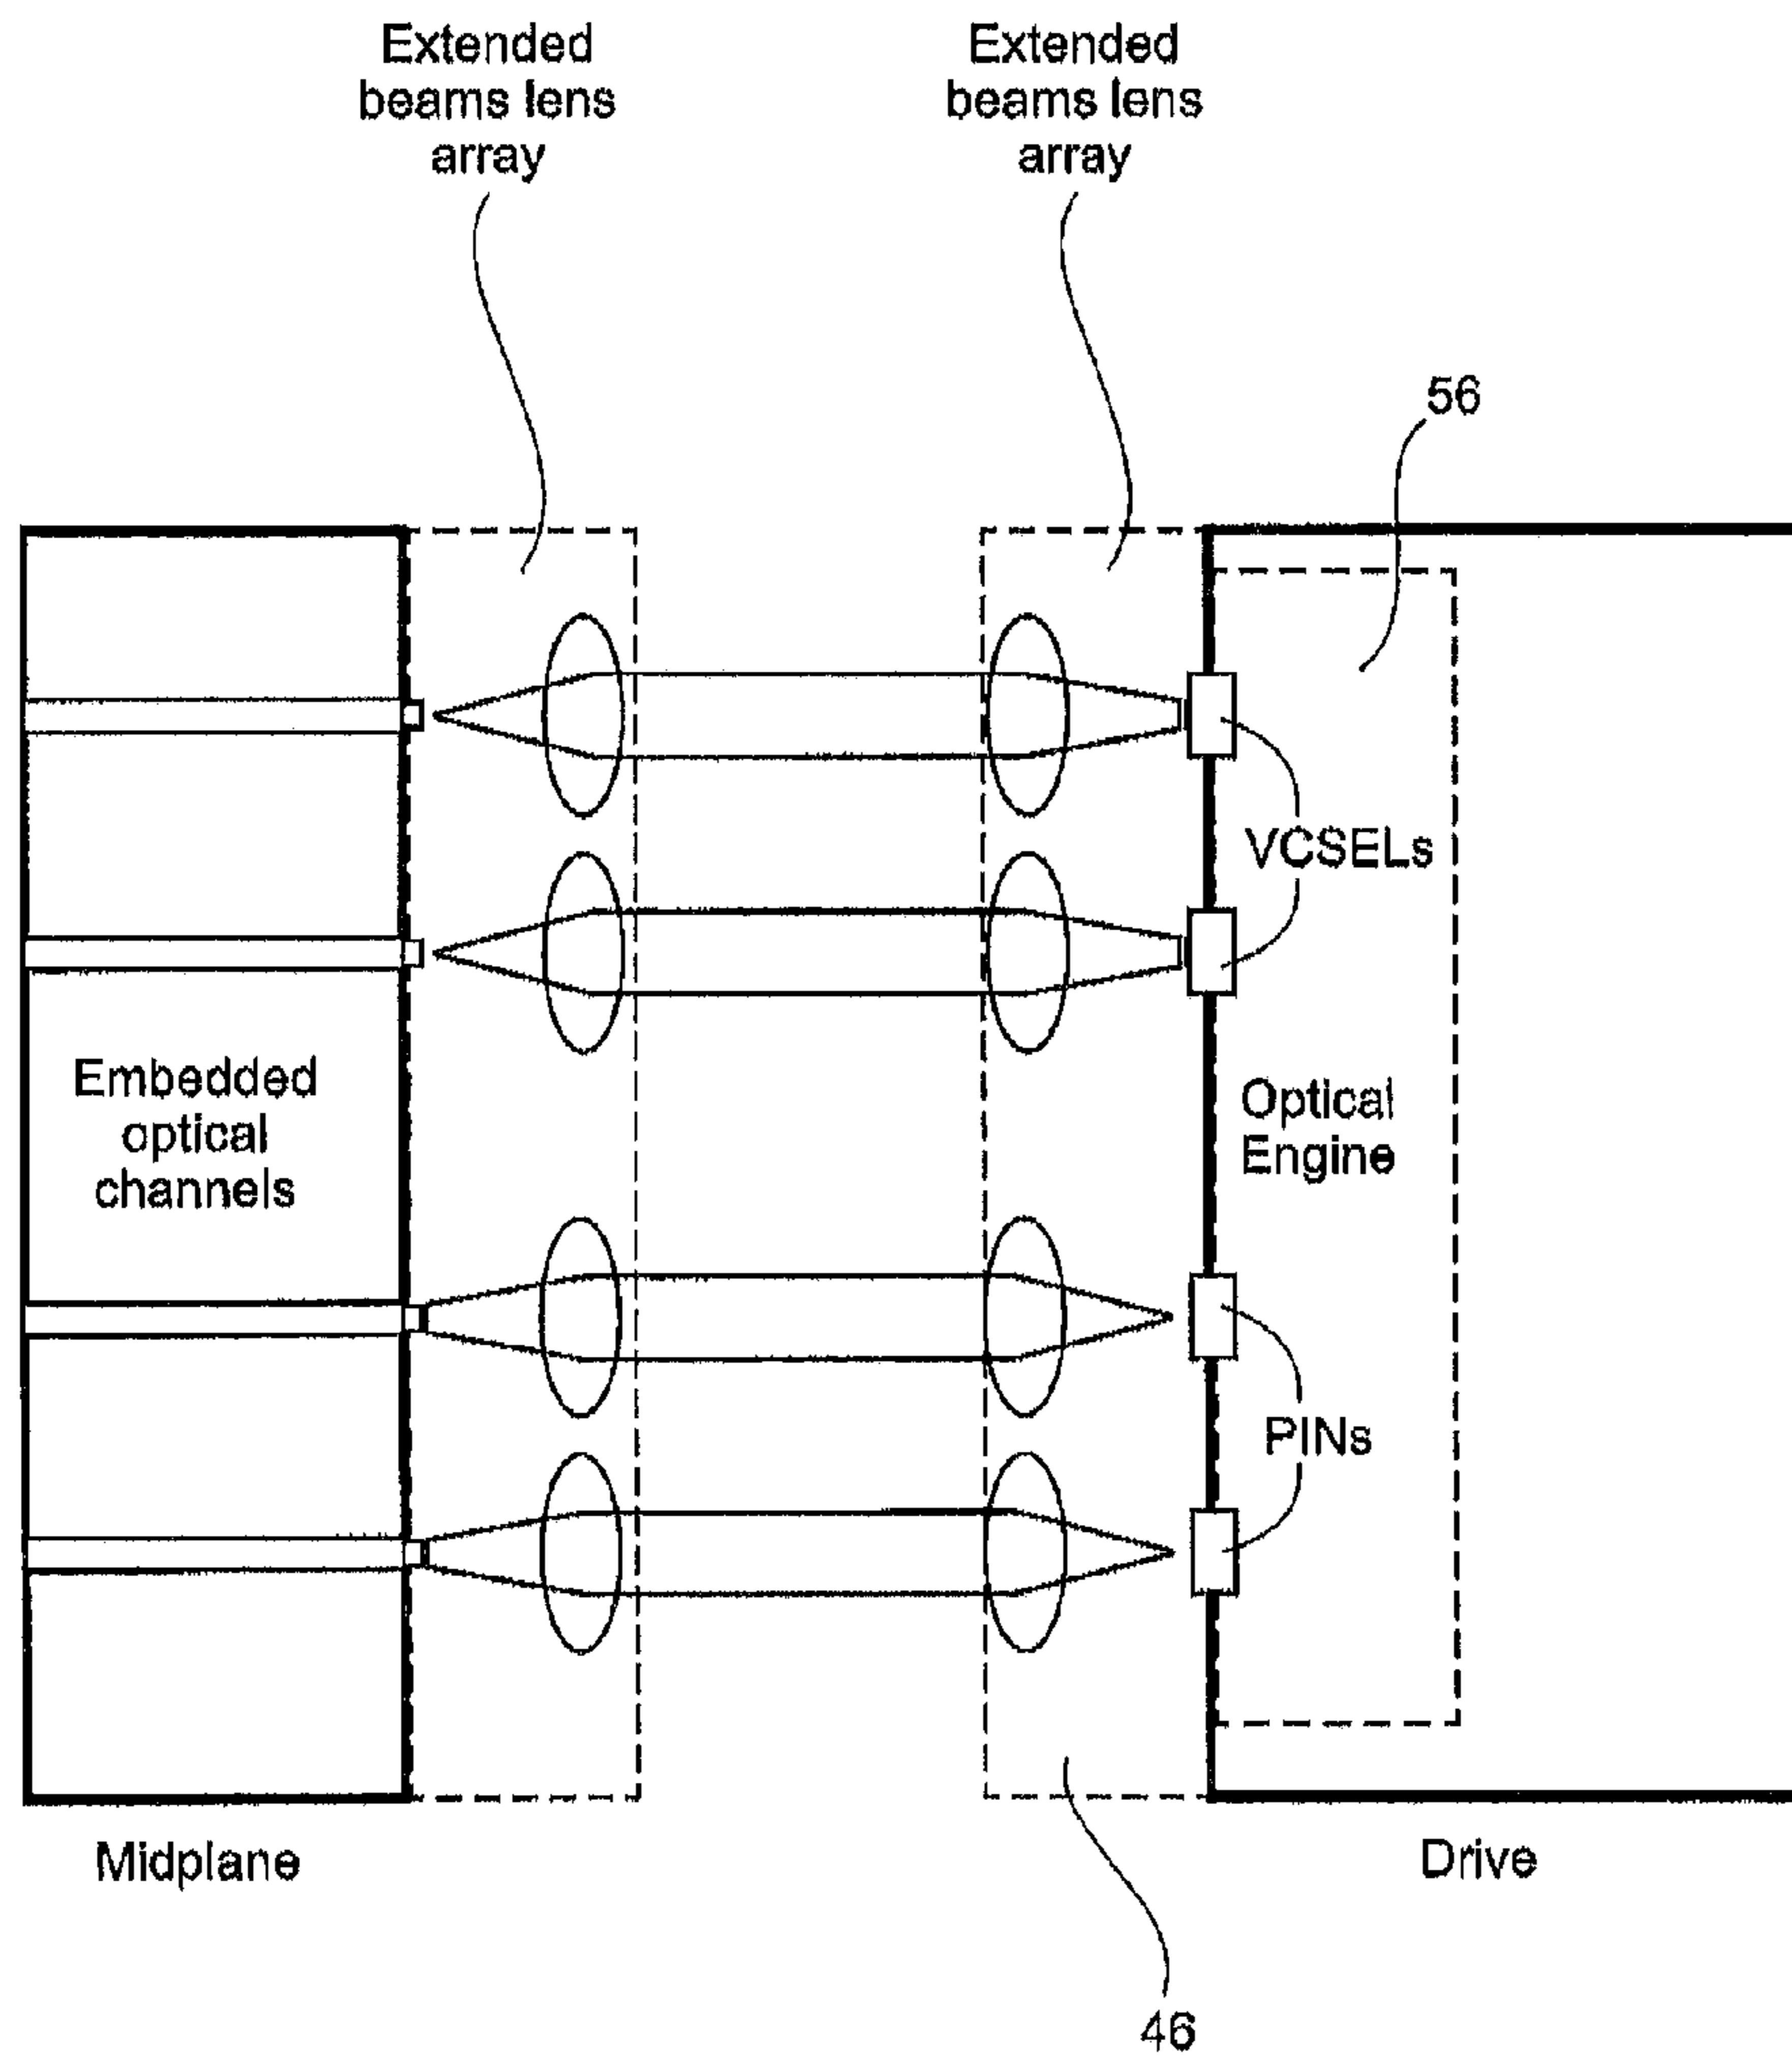 Extended
beams lens
array
Extended
beams lens
array
56
VCSELs
Embedded
optical
channels
Optical
Engine
PINs
Midplane
Drive
46